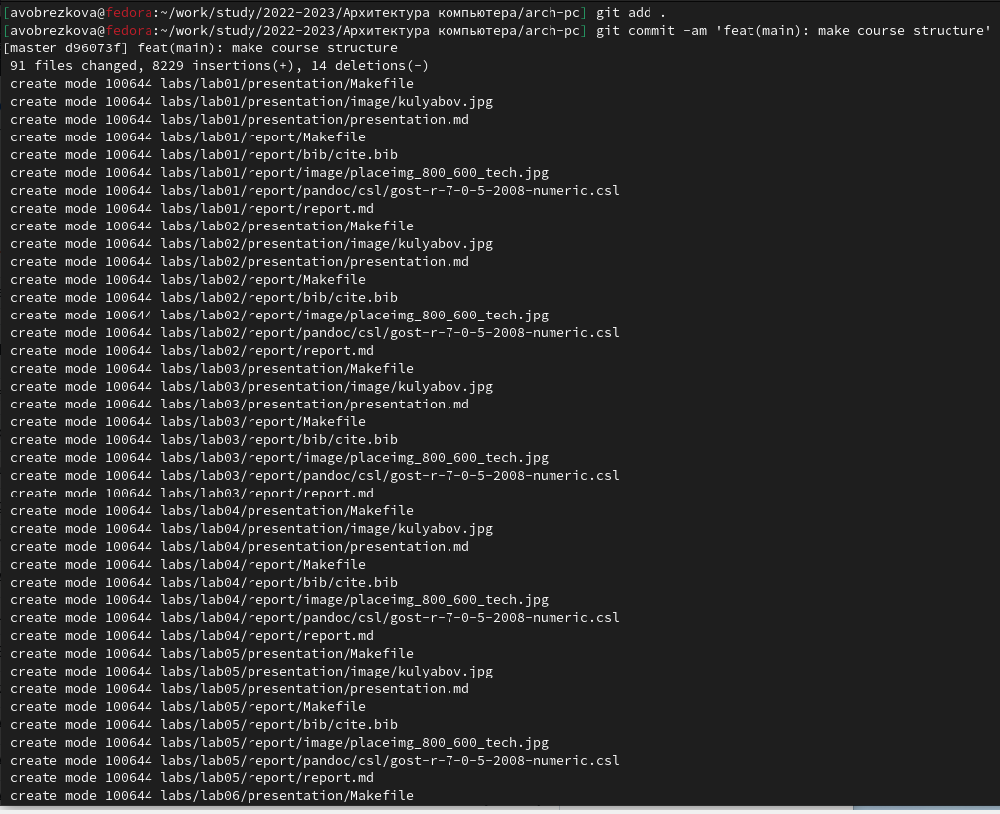 [avobrezkova@fedora:~/work/study/2022-2023/Архитектура компьютера/arch-pc] git add .
[avobrezkova@fedora:~/work/study/2022-2023/Архитектура компьютера/arch-pc] git commit -am 'feat(main): make course structure'
[master d96073f] feat(main): make course structure
91 files changed, 8229 insertions(+), 14 deletions(-)
create mode 100644 labs/lab01/presentation/Makefile
create mode 100644 labs/lab01/presentation/image/kulyabov.jpg
create mode 100644 labs/lab01/presentation/presentation.md
create mode 100644 labs/lab01/report/Makefile
create mode 100644 labs/lab01/report/bib/cite.bib
create mode 100644 labs/lab01/report/image/placeimg_800_600_tech.jpg
create mode 100644 labs/lab01/report/pandoc/csl/gost-r-7-0-5-2008-numeric.csl
create mode 100644 labs/lab01/report/report.md
create mode 100644 labs/lab02/presentation/Makefile
create mode 100644 labs/lab02/presentation/image/kulyabov.jpg
create mode 100644 labs/lab02/presentation/presentation.md
create mode 100644 labs/lab02/report/Makefile
create mode 100644 labs/lab02/report/bib/cite.bib
create mode 100644 labs/lab02/report/image/placeimg_800_600_tech.jpg
create mode 100644 labs/lab02/report/pandoc/csl/gost-r-7-0-5-2008-numeric.csl
create mode 100644 labs/lab02/report/report.md
create mode 100644 labs/lab03/presentation/Makefile
create mode 100644 labs/lab03/presentation/image/kulyabov.jpg
create mode 100644 labs/lab03/presentation/presentation.md
create mode 100644 labs/lab03/report/Makefile
create mode 100644 labs/lab03/report/bib/cite.bib
create mode 100644 labs/lab03/report/image/placeimg_800_600_tech.jpg
create mode 100644 labs/lab03/report/pandoc/csl/gost-r-7-0-5-2008-numeric.csl
create mode 100644 labs/lab03/report/report.md
create mode 100644 labs/lab04/presentation/Makefile
create mode 100644 labs/lab04/presentation/image/kulyabov.jpg
create mode 100644 labs/lab04/presentation/presentation.md
create mode 100644 labs/lab04/report/Makefile
create mode 100644 labs/lab04/report/bib/cite.bib
create mode 100644 labs/lab04/report/image/placeimg_800_600_tech.jpg
create mode 100644 labs/lab04/report/pandoc/csl/gost-r-7-0-5-2008-numeric.csl
create mode 100644 labs/lab04/report/report.md
create mode 100644 labs/lab05/presentation/Makefile
create mode 100644 labs/lab05/presentation/image/kulyabov.jpg
create mode 100644 labs/lab05/presentation/presentation.md
create mode 100644 labs/lab05/report/Makefile
create mode 100644 labs/lab05/report/bib/cite.bib
create mode 100644 labs/lab05/report/image/placeimg_800_600_tech.jpg
create mode 100644 labs/lab05/report/pandoc/csl/gost-r-7-0-5-2008-numeric.csl
create mode 100644 labs/lab05/report/report.md
create mode 100644 labs/lab06/presentation/Makefile